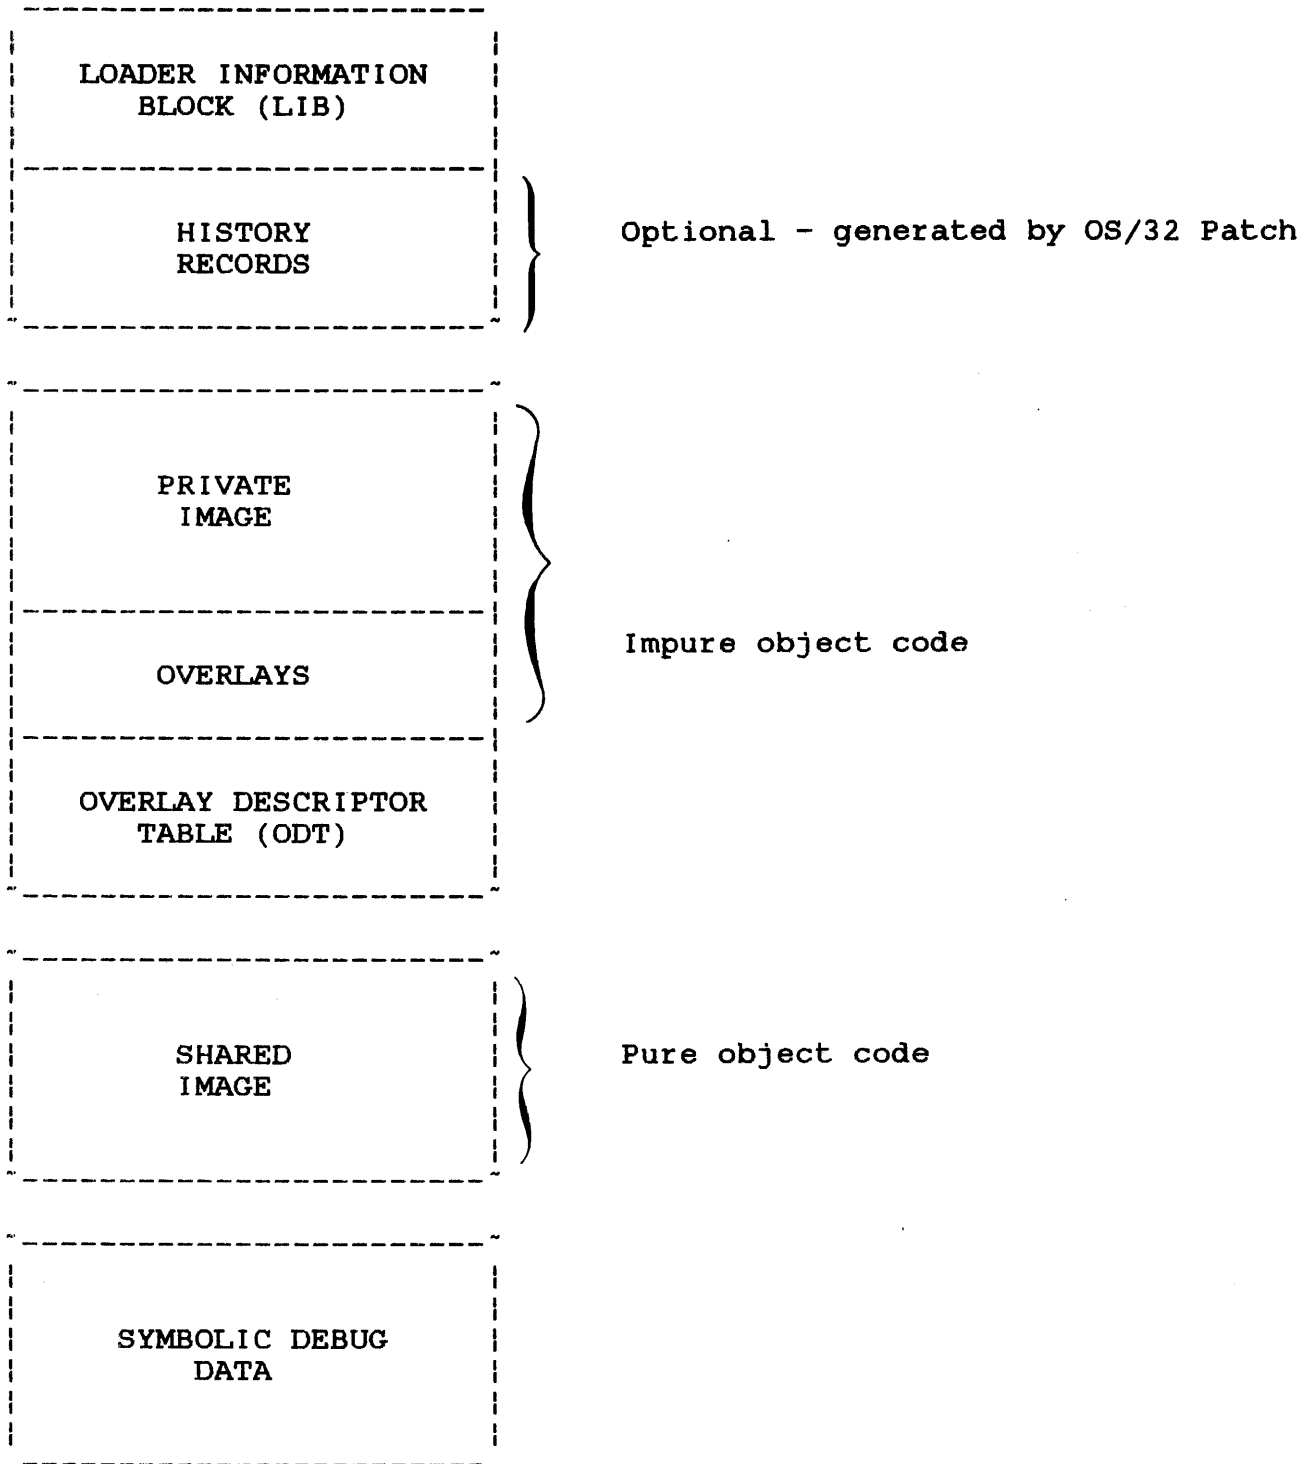 LOADER INFORMATION
BLOCK (LIB)
HISTORY
RECORDS
Optional - generated by OS/32 Patch
PRIVATE
IMAGE
OVERLAYS
Impure object code
OVERLAY DESCRIPTOR
TABLE (ODT)
SHARED
IMAGE
Pure object code
SYMBOLIC DEBUG
DATA